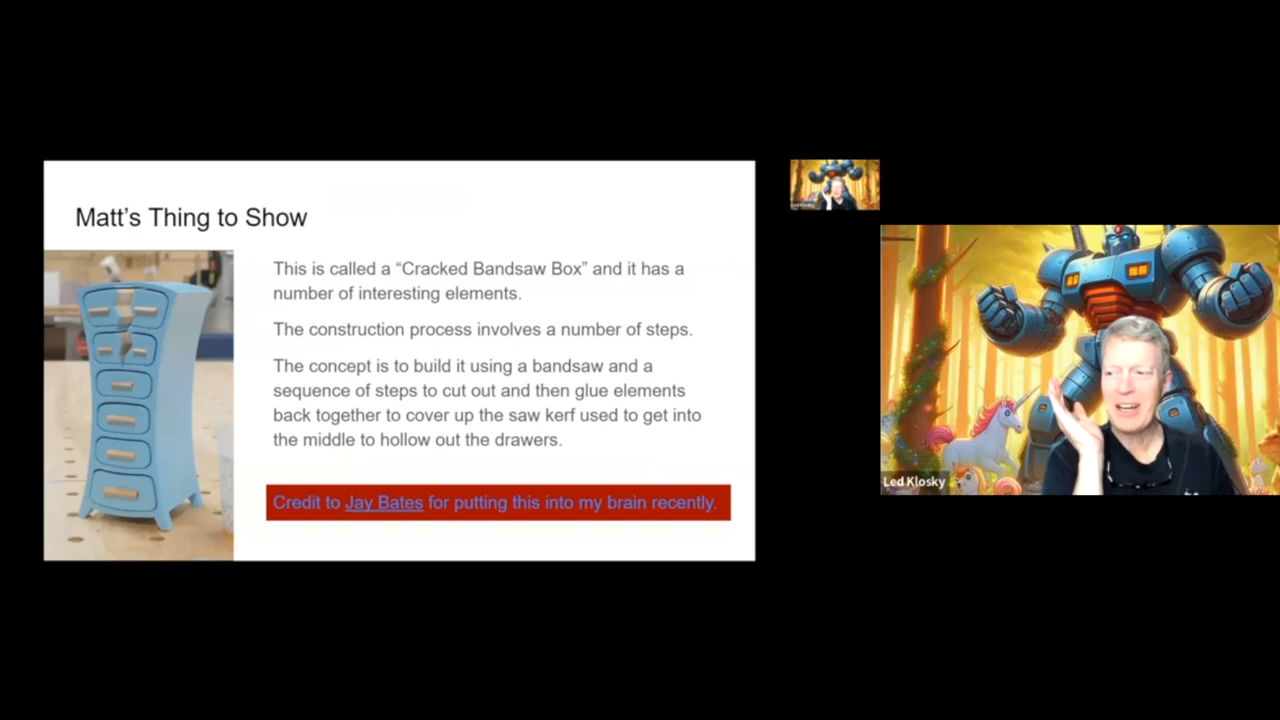 Matt’s Thing to Show
This is called a “Cracked Bandsaw Box” and it has a
number of interesting elements.
The construction process involves a number of steps.
The concept is to build it using a bandsaw and a
sequence of steps to cut out and then glue elements
back together to cover up the saw kerf used to get into
the middle to hollow out the drawers.
Credit to Jay Bates for putting this into my brain recently.
Led Klosky
Led Klosky